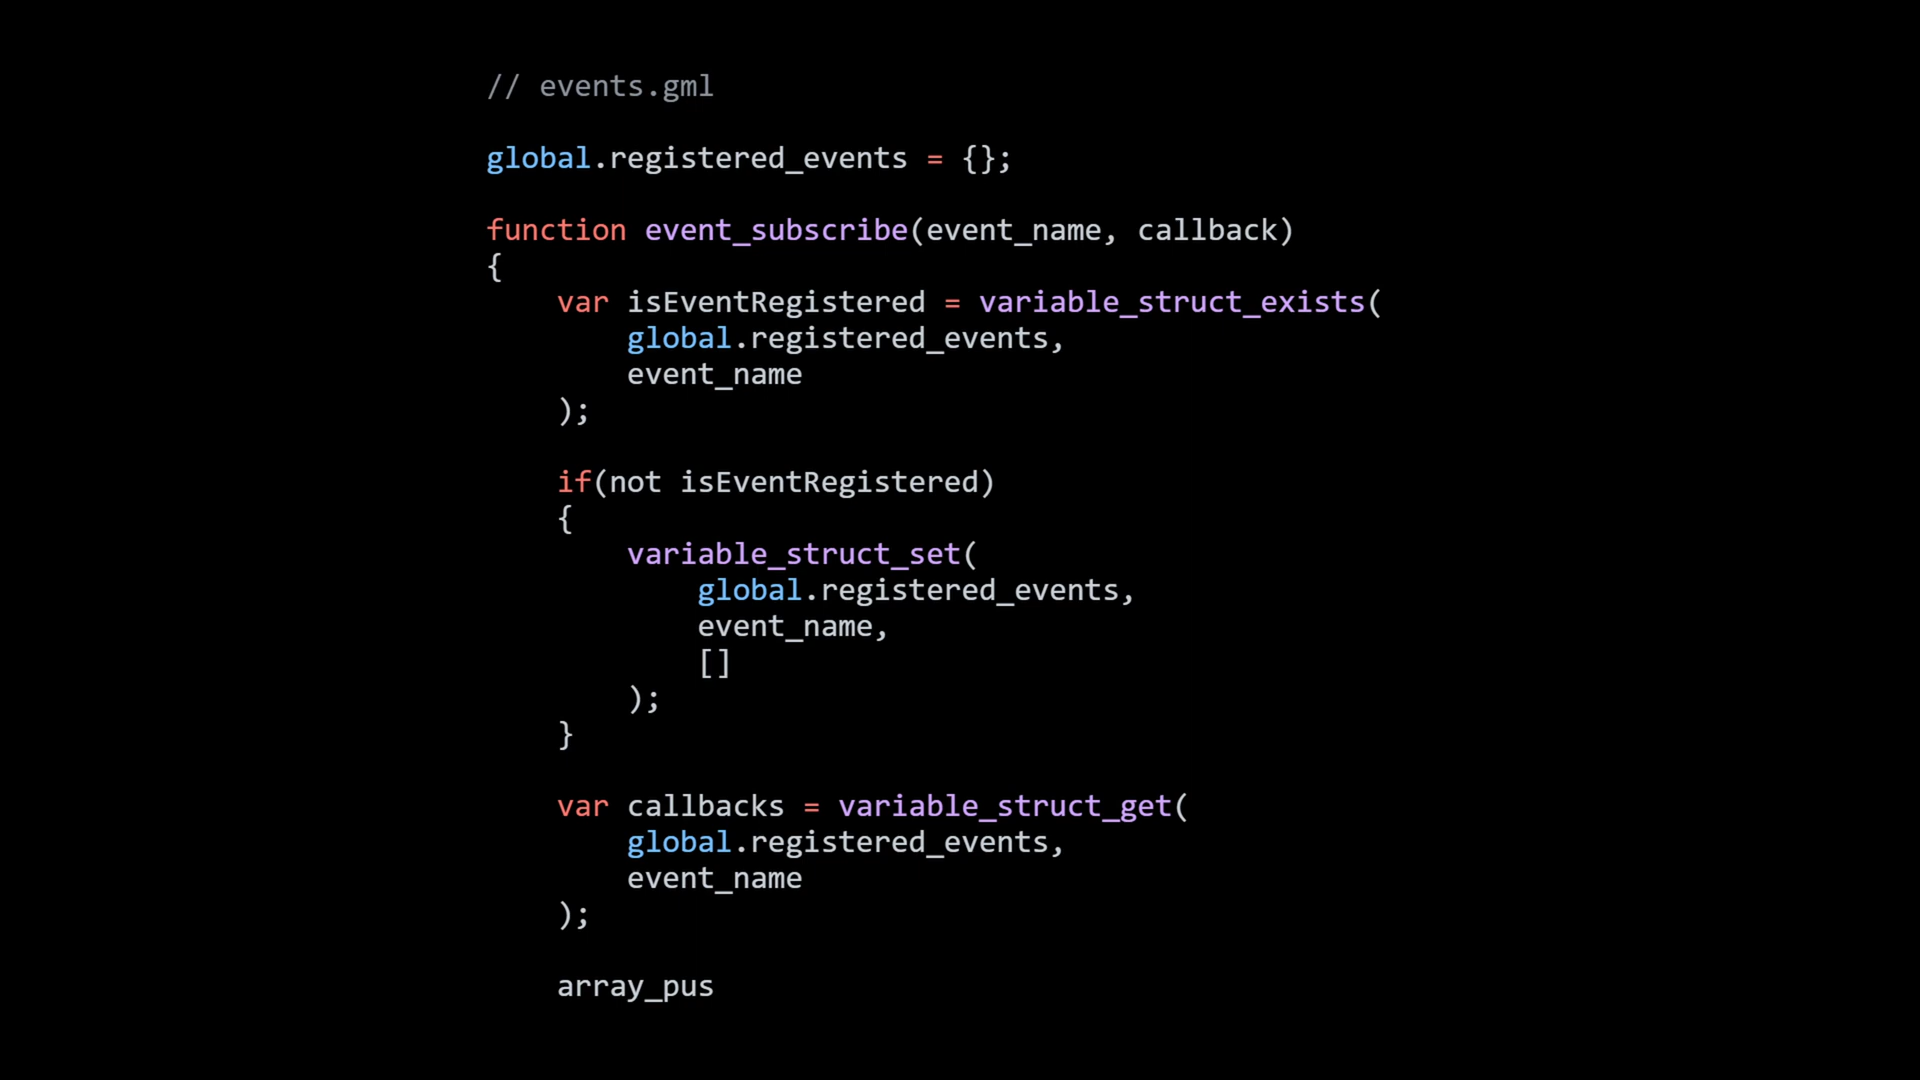 // events.gml
global.registered_events = {};
function event_subscribe(event_name, callback)
{
    var isEventRegistered = variable_struct_exists(
        global.registered_events,
        event_name
    );
    if(not isEventRegistered)
    {
        variable_struct_set(
            global.registered_events,
            event_name,
            []
        );
    }
    var callbacks = variable_struct_get(
        global.registered_events,
        event_name
    );
    array_pus